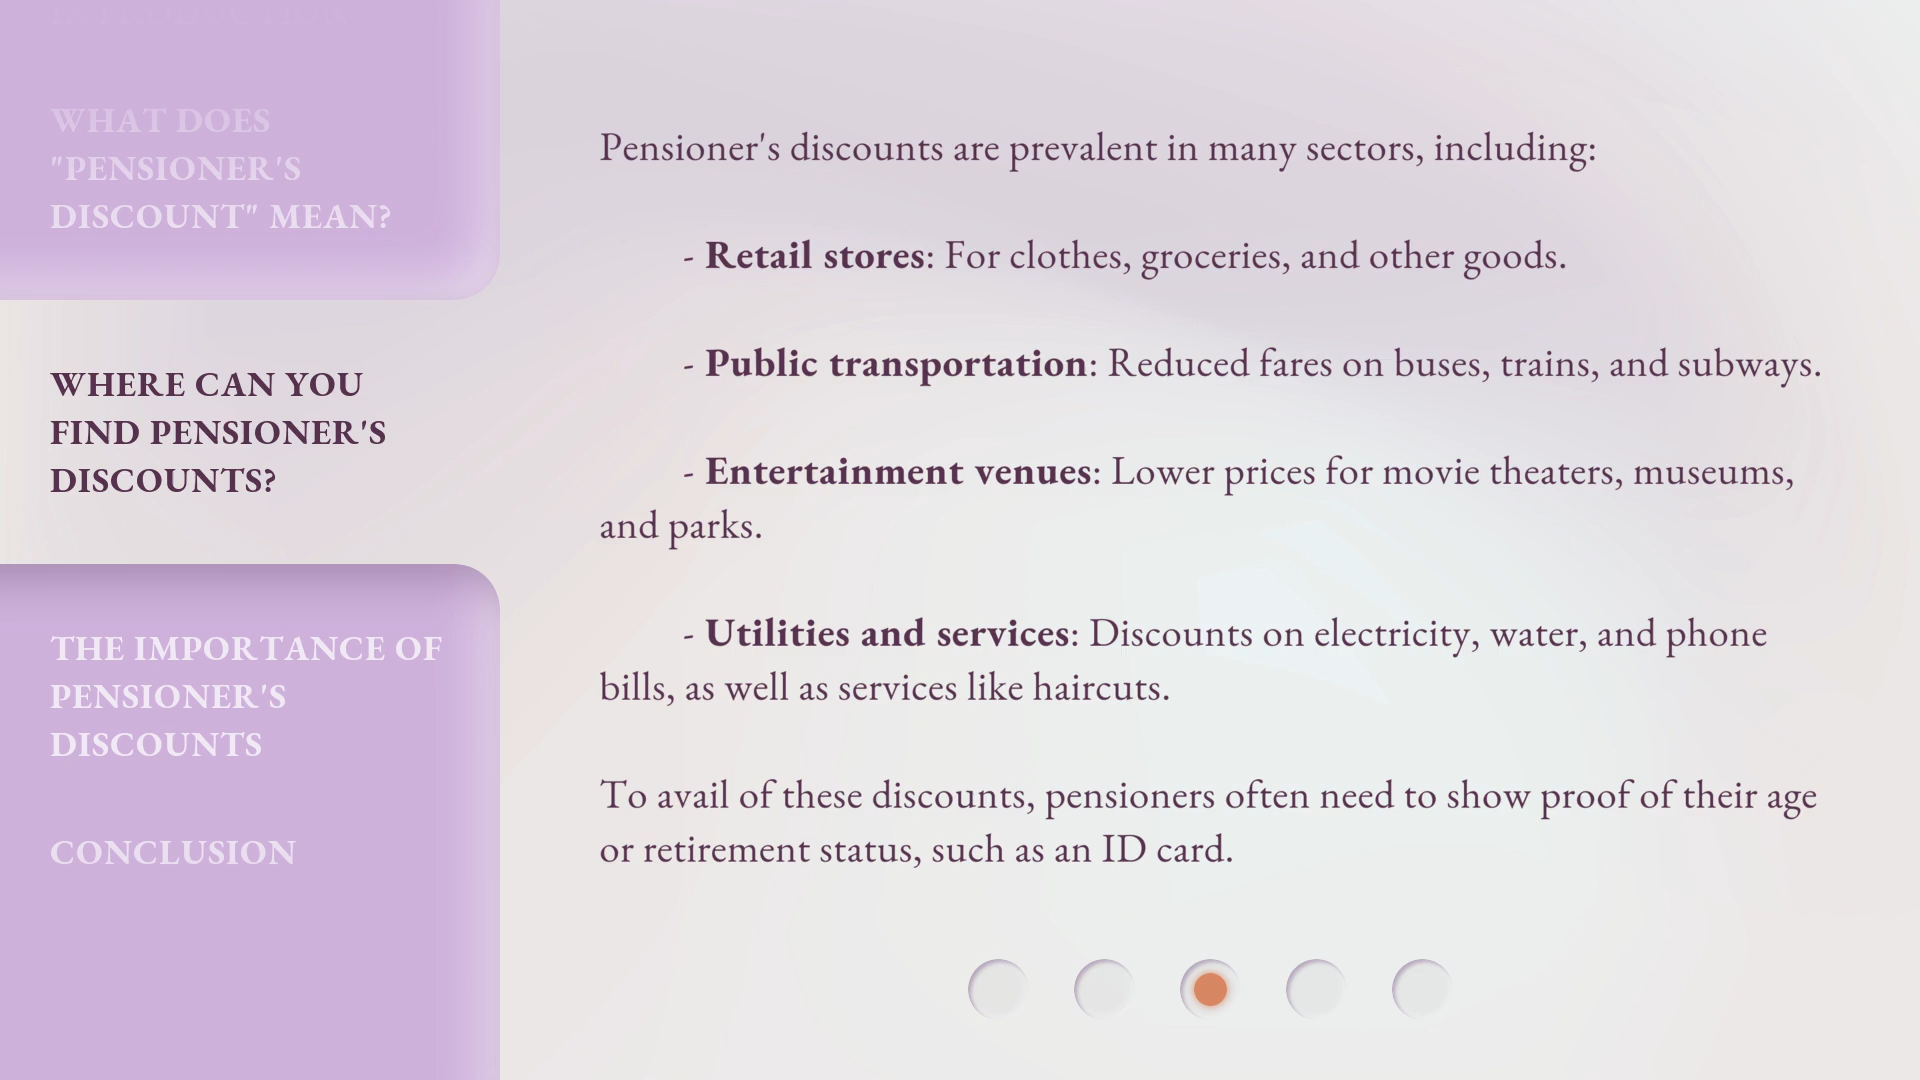 WHAT DOES
"PENSIONER'S
DISCOUNT" MEAN?
WHERE CAN YOU
FIND PENSIONER'S
DISCOUNTS?
THE IMPORTANCE OF
PENSIONER'S
DISCOUNTS
CONCLUSION
Pensioner's discounts are prevalent in many sectors, including:
- Retail stores: For clothes, groceries, and other goods.
- Public transportation: Reduced fares on buses, trains, and subways.
- Entertainment venues: Lower prices for movie theaters, museums,
and parks.
- Utilities and services: Discounts on electricity, water, and phone
bills, as well as services like haircuts.
To avail of these discounts, pensioners often need to show proof of their age
or retirement status, such as an ID card.